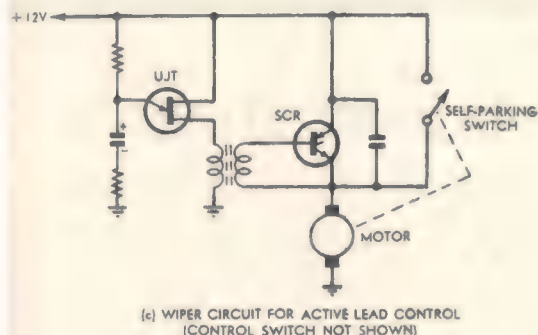 +12V
UJT
SCR
SELF-PARKING
SWITCH
+
-
MOTOR
(c) WIPER CIRCUIT FOR ACTIVE LEAD CONTROL
(CONTROL SWITCH NOT SHOWN)